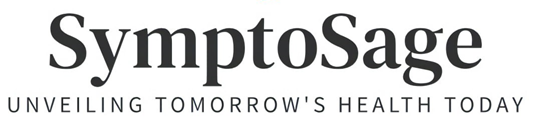 SymptoSage
UNVEILING TOMORROW'S HEALTH TODAY